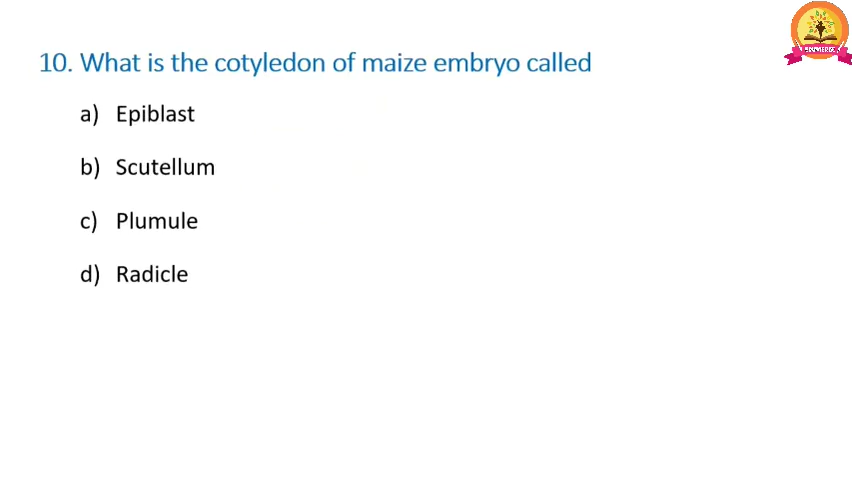 10. What is the cotyledon of maize embryo called
a) Epiblast
b) Scutellum
c) Plumule
d) Radicle